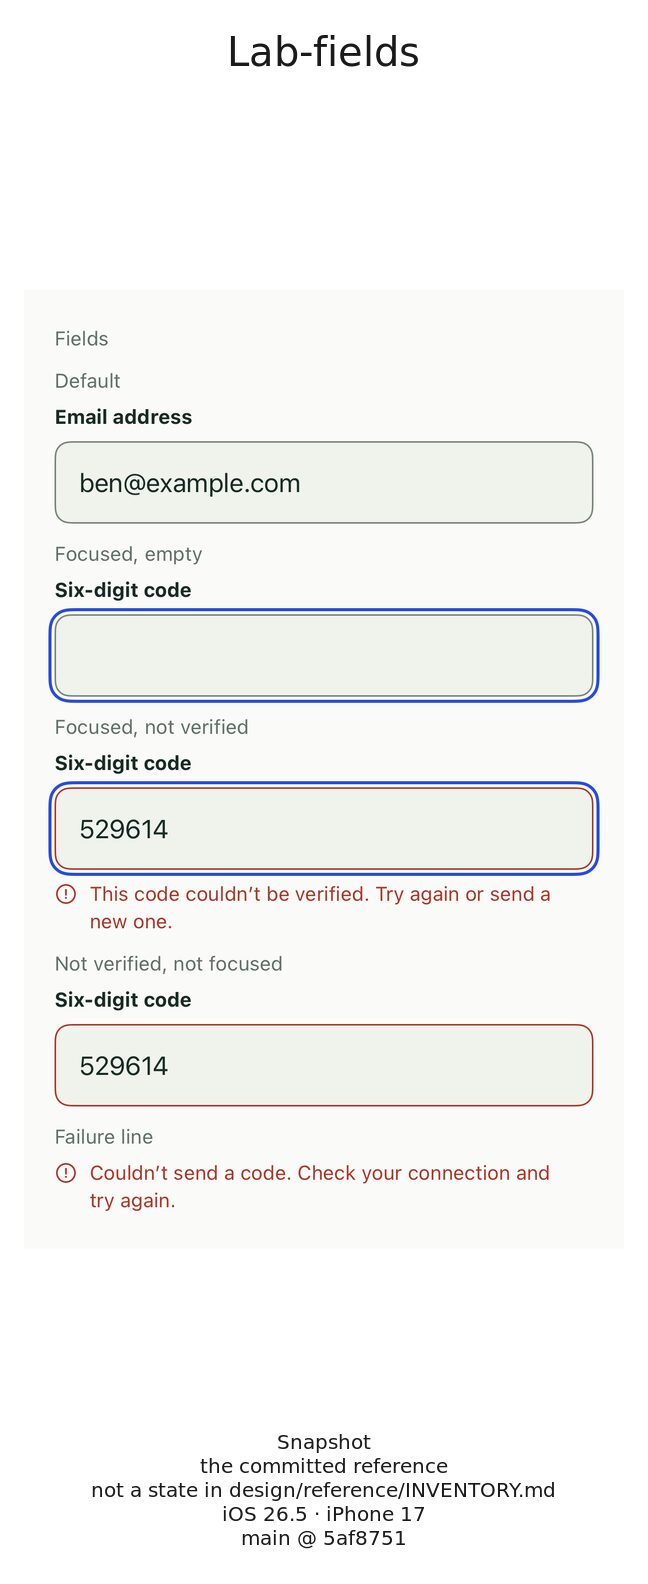 Lab-fields
Fields
Default
Email address
ben@example.com
Focused, empty
Six-digit code
Focused, not verified
Six-digit code
529614
This code couldn’t be verified. Try again or send a
new one.
Not verified, not focused
Six-digit code
529614
Failure line
Couldn’t send a code. Check your connection and
try again.
Snapshot
the committed reference
not a state in design/reference/INVENTORY.md
iOS 26.5 · iPhone 17
main @ 5af8751